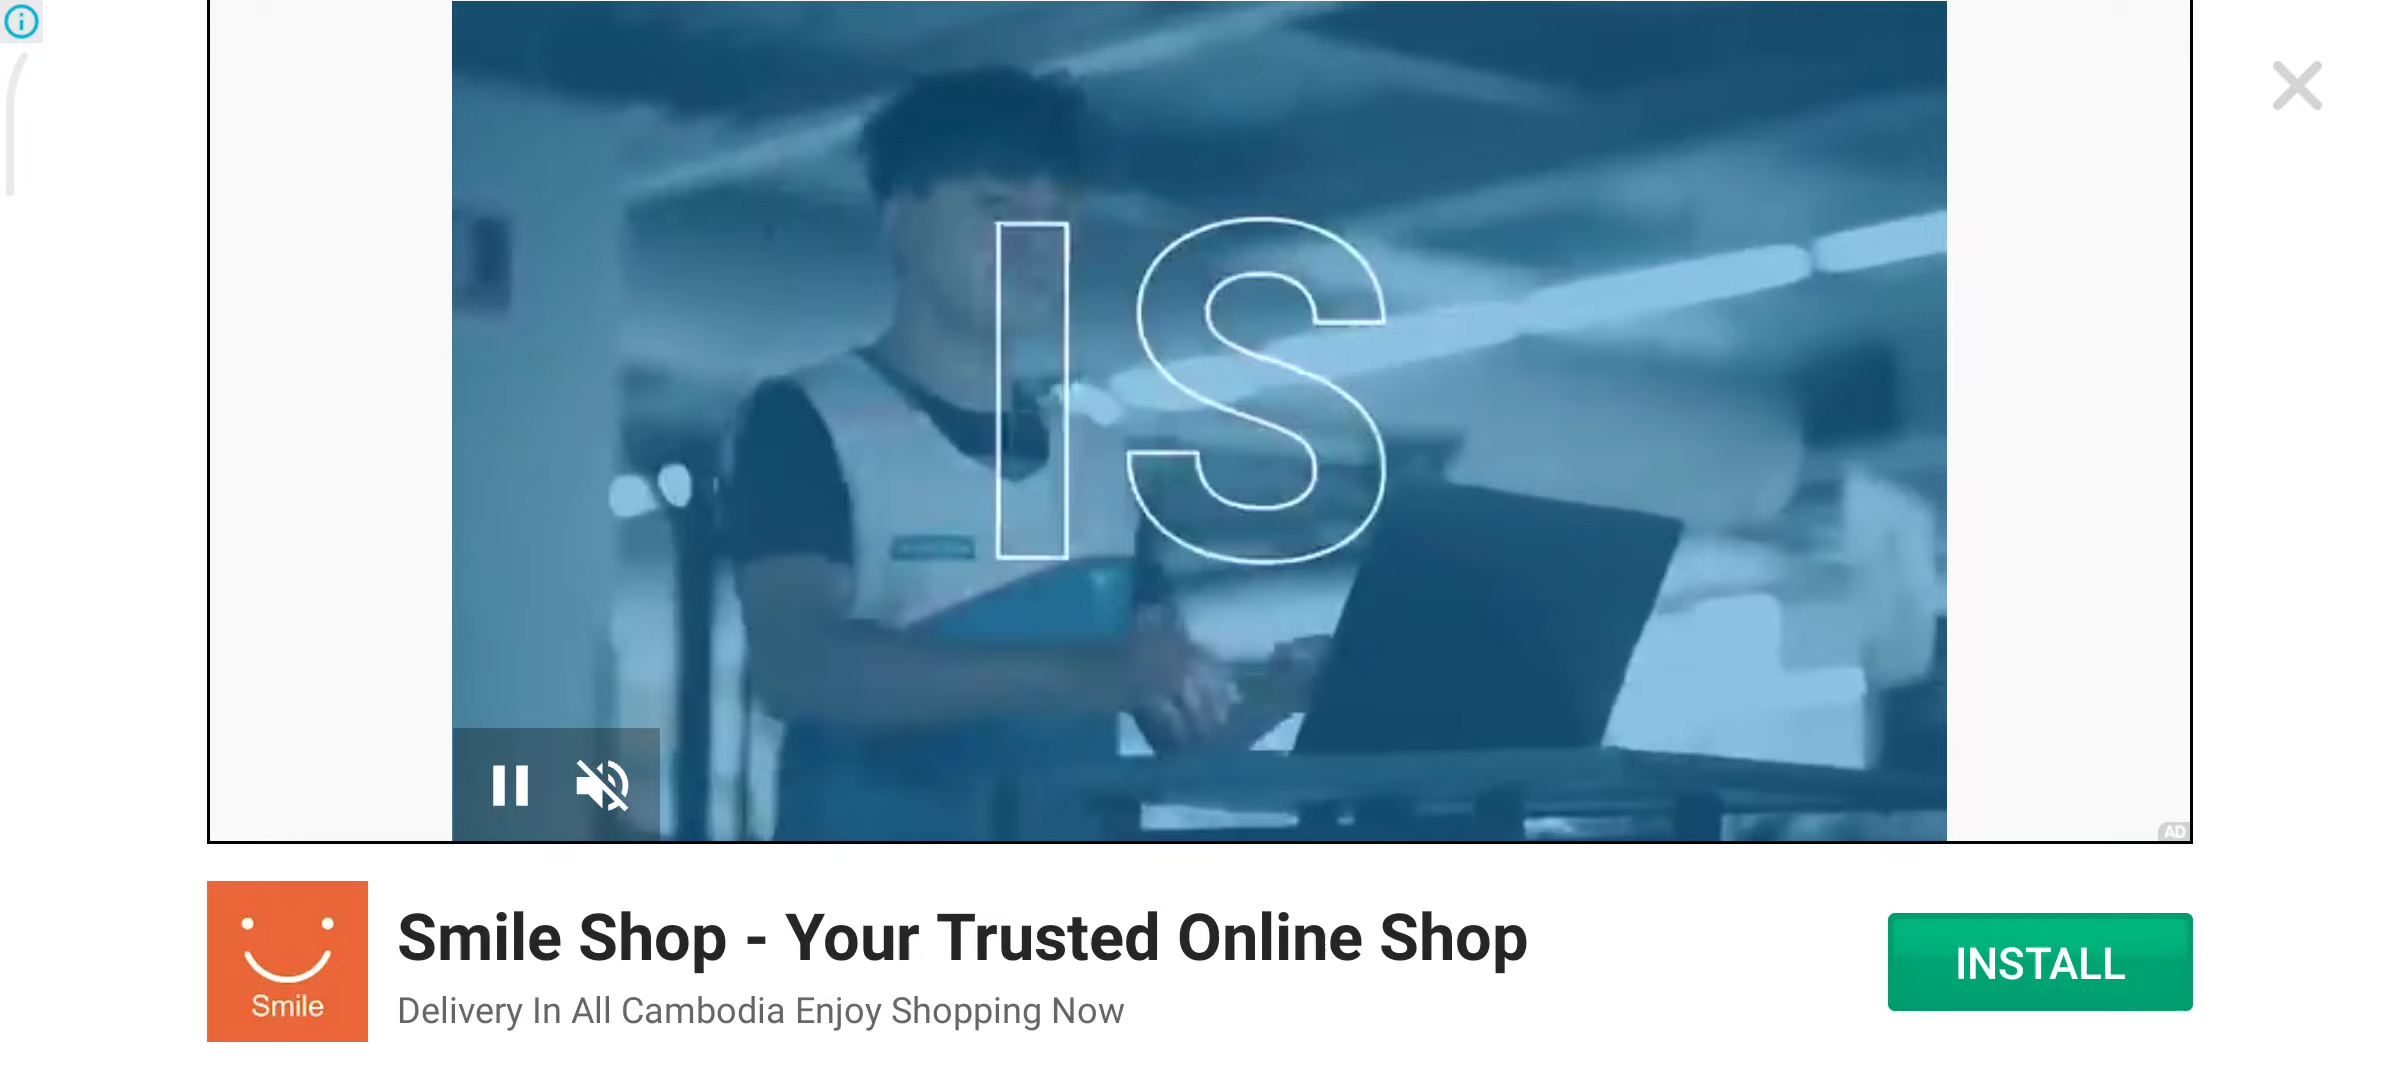 IS
AD
Smile
Smile Shop - Your Trusted Online Shop
Delivery In All Cambodia Enjoy Shopping Now
INSTALL